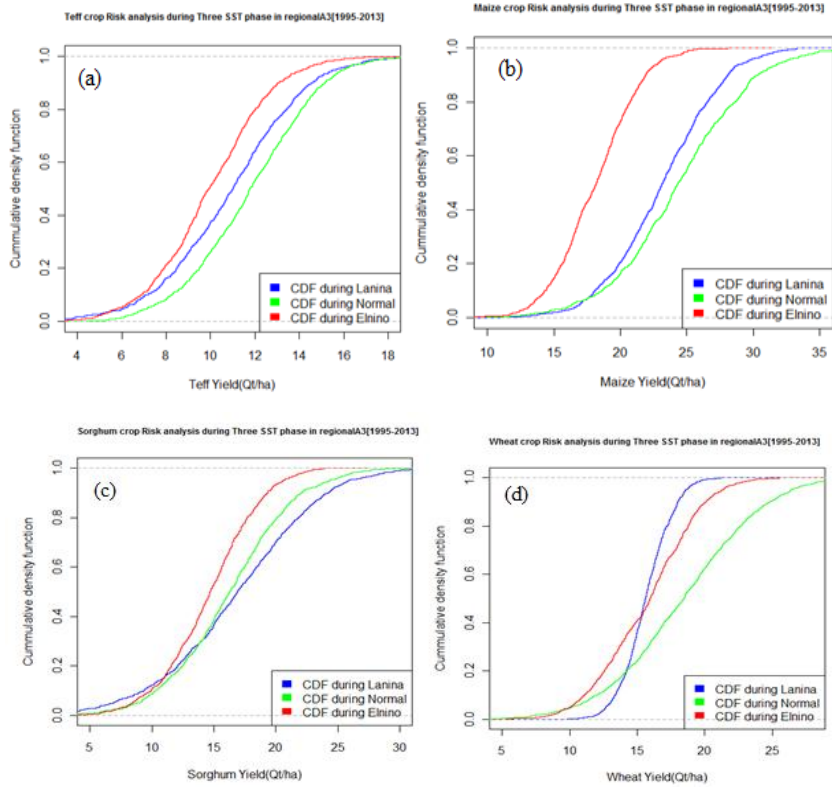 Teff crop Risk analysis during Three SST phase in regionalA3[1995-2013]
(a)
Cummulative density function
0.0 0.2 0.4 0.6 0.8 1.0
4 6 8 10 12 14 16 18
Teff Yield(Qt/ha)
CDF during Lanina
CDF during Normal
CDF during Elnino
Maize crop Risk analysis during Three SST phase in regionalA3[1995-2013]
(b)
Cummulative density function
0.0 0.2 0.4 0.6 0.8 1.0
10 15 20 25 30 35
Maize Yield(Qt/ha)
CDF during Lanina
CDF during Normal
CDF during Elnino
Sorghum crop Risk analysis during Three SST phase in regionalA3[1995-2013]
(c)
Cummulative density function
0.0 0.2 0.4 0.6 0.8 1.0
5 10 15 20 25 30
Sorghum Yield(Qt/ha)
CDF during Lanina
CDF during Normal
CDF during Elnino
Wheat crop Risk analysis during Three SST phase in regionalA3[1995-2013]
(d)
Cummulative density function
0.0 0.2 0.4 0.6 0.8 1.0
5 10 15 20 25
Wheat Yield(Qt/ha)
CDF during Lanina
CDF during Normal
CDF during Elnino